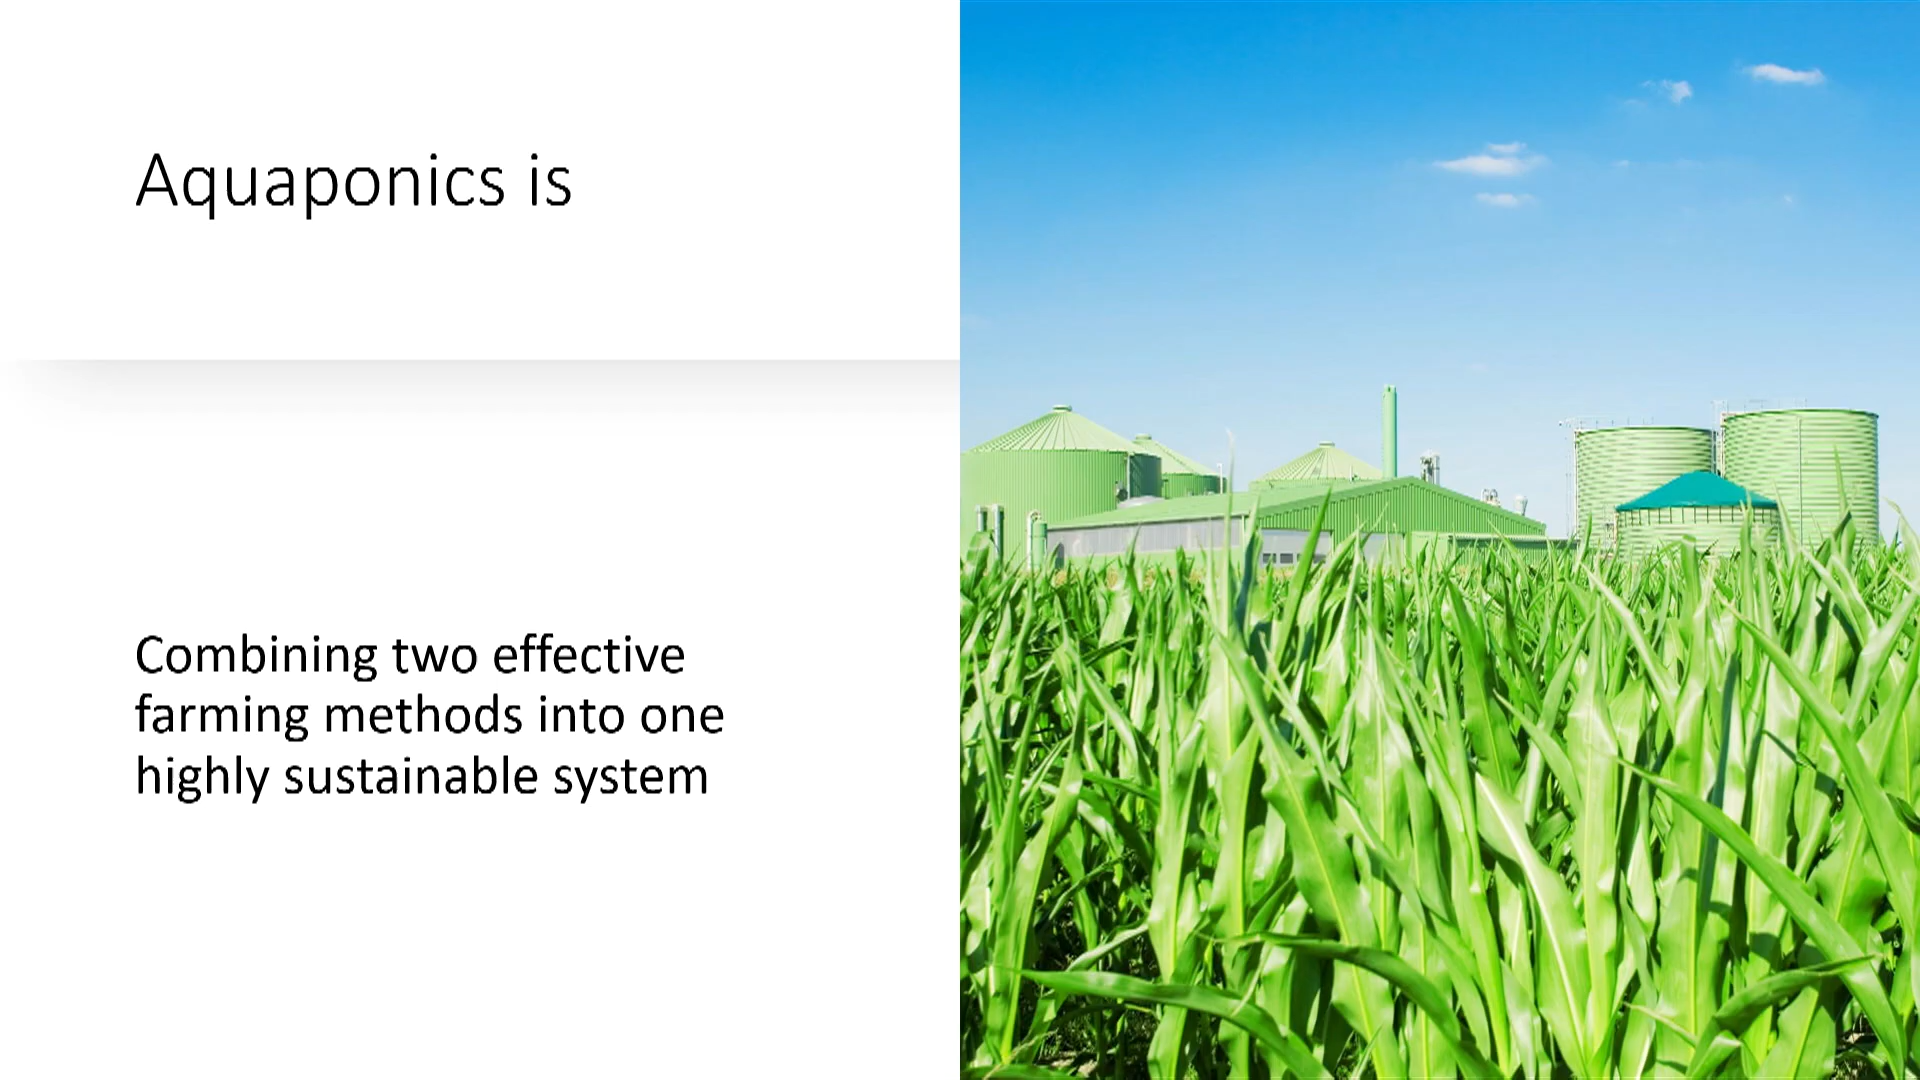 Aquaponics is
Combining two effective
farming methods into one
highly sustainable system